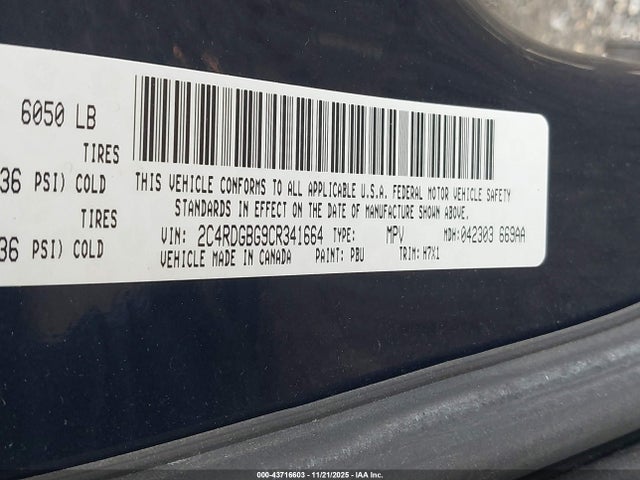 6050 LB
TIRES
36 PSI) COLD
TIRES
36 PSI) COLD
THIS VEHICLE CONFORMS TO ALL APPLICABLE U.S.A. FEDERAL MOTOR VEHICLE SAFETY
STANDARDS IN EFFECT ON THE DATE OF MANUFACTURE SHOWN ABOVE.
VIN: 2C4RDGBG9CR341664 TYPE: MPV MDH: 042303 669AA
VEHICLE MADE IN CANADA PAINT: PBU TRIM: H7X1
000-43716603 - 11/21/2025 - IAA Inc.